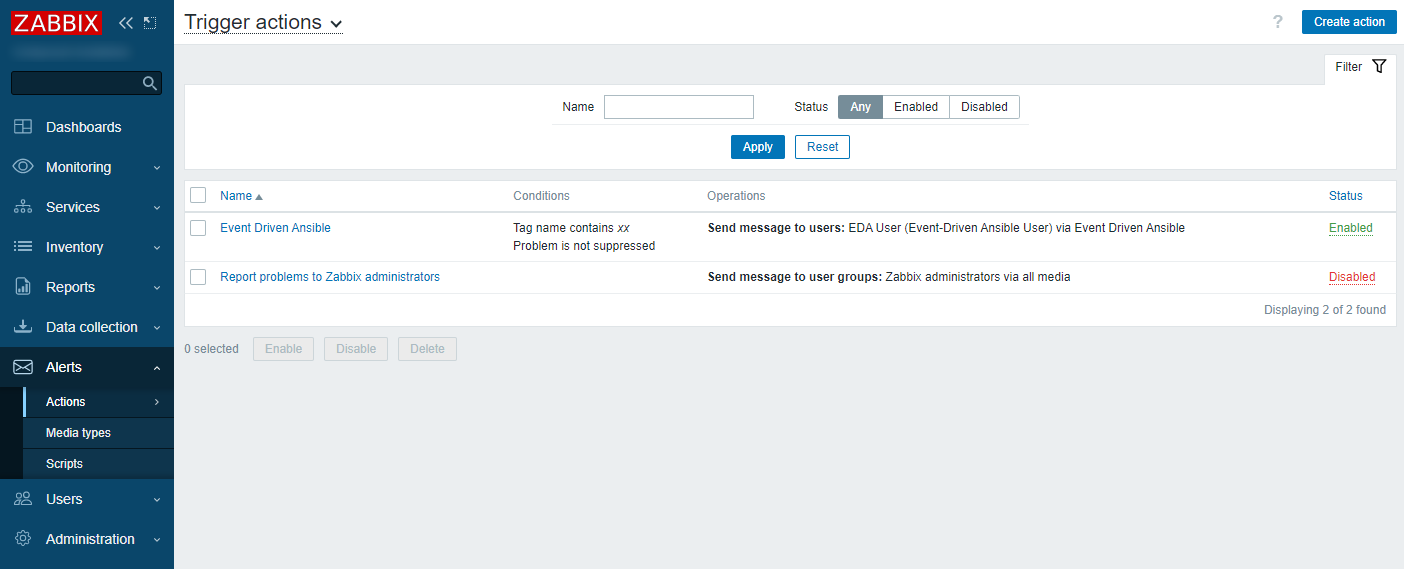 ZABBIX
Trigger actions
?
Create action
Filter
Name
Status Any Enabled Disabled
Apply Reset
Dashboards
Monitoring
Services
Inventory
Reports
Data collection
Alerts
Actions
Media types
Scripts
Users
Administration
Name Conditions Operations Status
Event Driven Ansible Tag name contains xx Send message to users: EDA User (Event-Driven Ansible User) via Event Driven Ansible Enabled
Problem is not suppressed
Report problems to Zabbix administrators Send message to user groups: Zabbix administrators via all media Disabled
Displaying 2 of 2 found
0 selected Enable Disable Delete